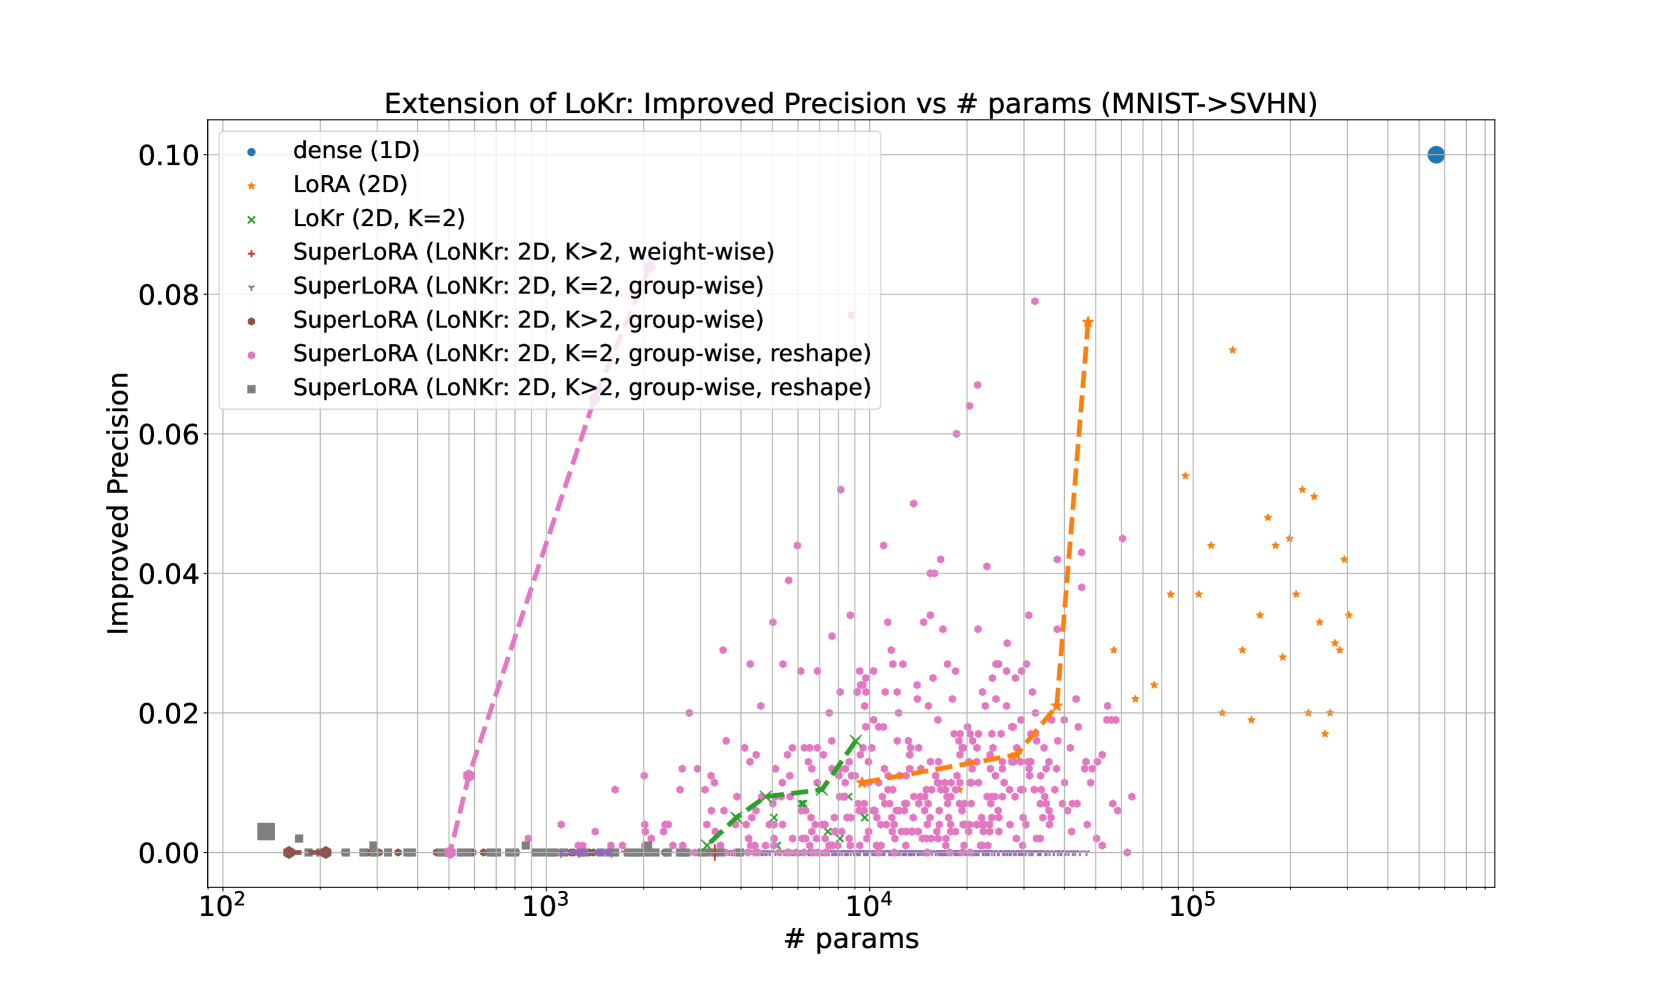 Extension of LoKr: Improved Precision vs # params (MNIST->SVHN)
dense (1D)
LoRA (2D)
LoKr (2D, K=2)
SuperLoRA (LoNKr: 2D, K>2, weight-wise)
SuperLoRA (LoNKr: 2D, K=2, group-wise)
SuperLoRA (LoNKr: 2D, K>2, group-wise)
SuperLoRA (LoNKr: 2D, K=2, group-wise, reshape)
SuperLoRA (LoNKr: 2D, K>2, group-wise, reshape)
Improved Precision
0.10
0.08
0.06
0.04
0.02
0.00
10² 10³ 10⁴ 10⁵
# params